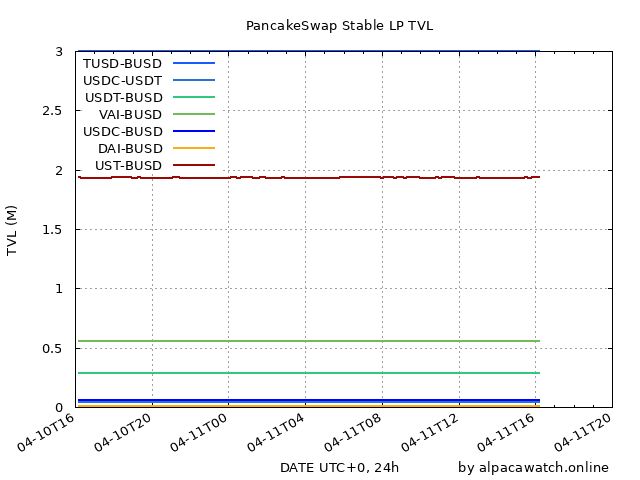 PancakeSwap Stable LP TVL
3
2.5
2
1.5
1
0.5
0
TVL (M)
TUSD-BUSD
USDC-USDT
USDT-BUSD
VAI-BUSD
USDC-BUSD
DAI-BUSD
UST-BUSD
04-10T16
04-10T20
04-11T00
04-11T04
04-11T08
04-11T12
04-11T16
04-11T20
DATE UTC+0, 24h
by alpacawatch.online